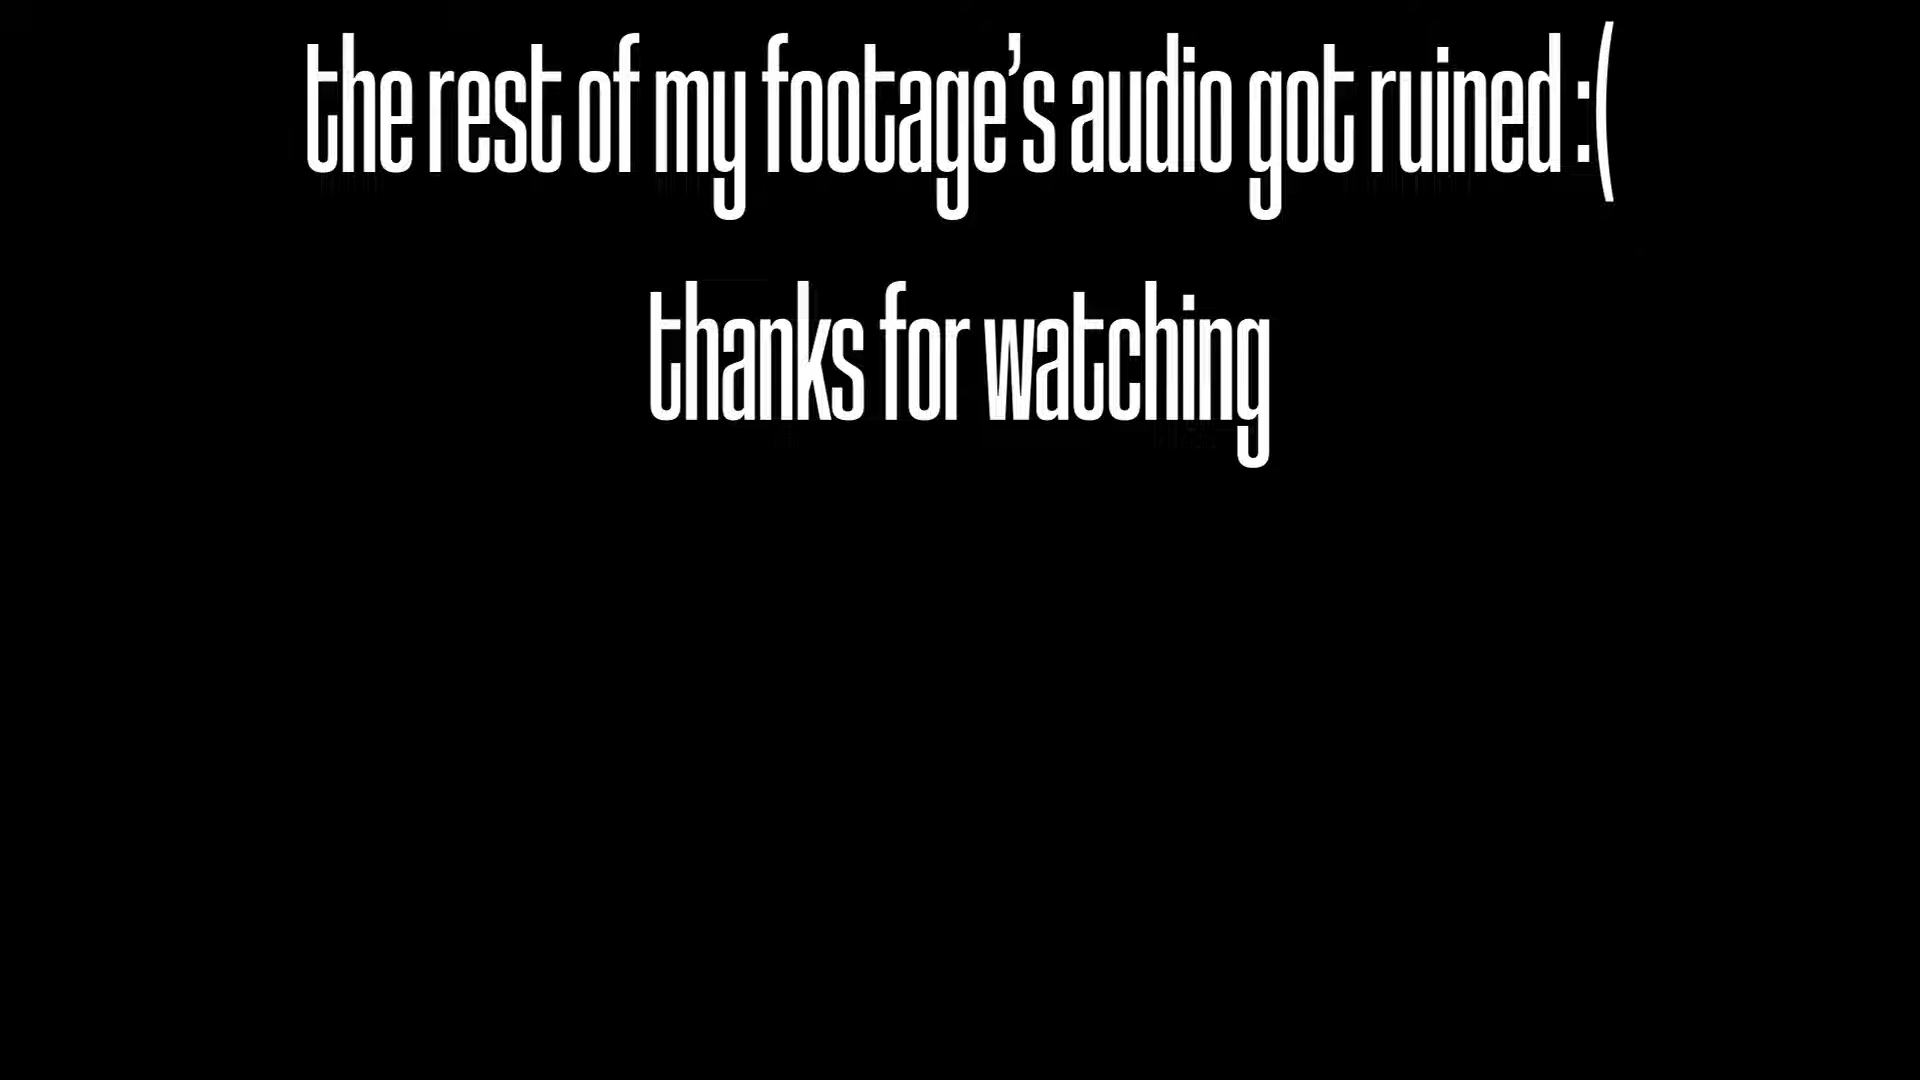 the rest of my footage’s audio got ruined :(
thanks for watching